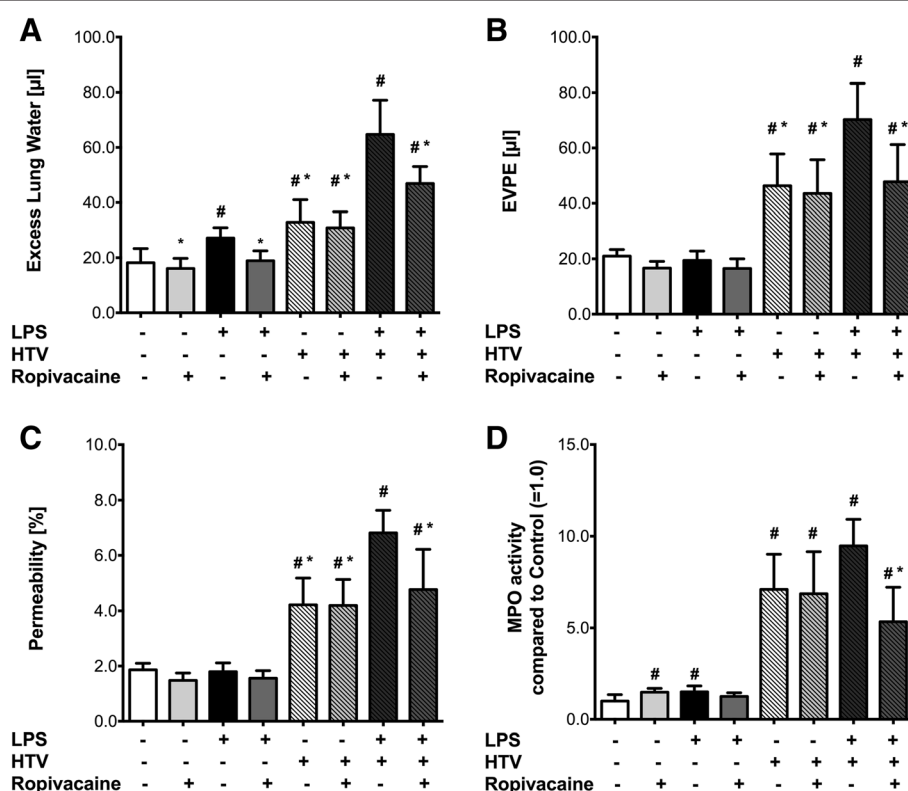 A
Excess Lung Water [µl]
100.0
80.0
60.0
40.0
20.0
0.0
* # * # * # * # # *
LPS - - + + - - + +
HTV - - - - + + + +
Ropivacaine - + - + - + - +
B
EVPE [µl]
100.0
80.0
60.0
40.0
20.0
0.0
# * # * # # *
LPS - - + + - - + +
HTV - - - - + + + +
Ropivacaine - + - + - + - +
C
Permeability [%]
10.0
8.0
6.0
4.0
2.0
0.0
# * # * # # *
LPS - - + + - - + +
HTV - - - - + + + +
Ropivacaine - + - + - + - +
D
MPO activity
compared to Control (=1.0)
15.0
10.0
5.0
0.0
# # # # # # *
LPS - - + + - - + +
HTV - - - - + + + +
Ropivacaine - + - + - + - +